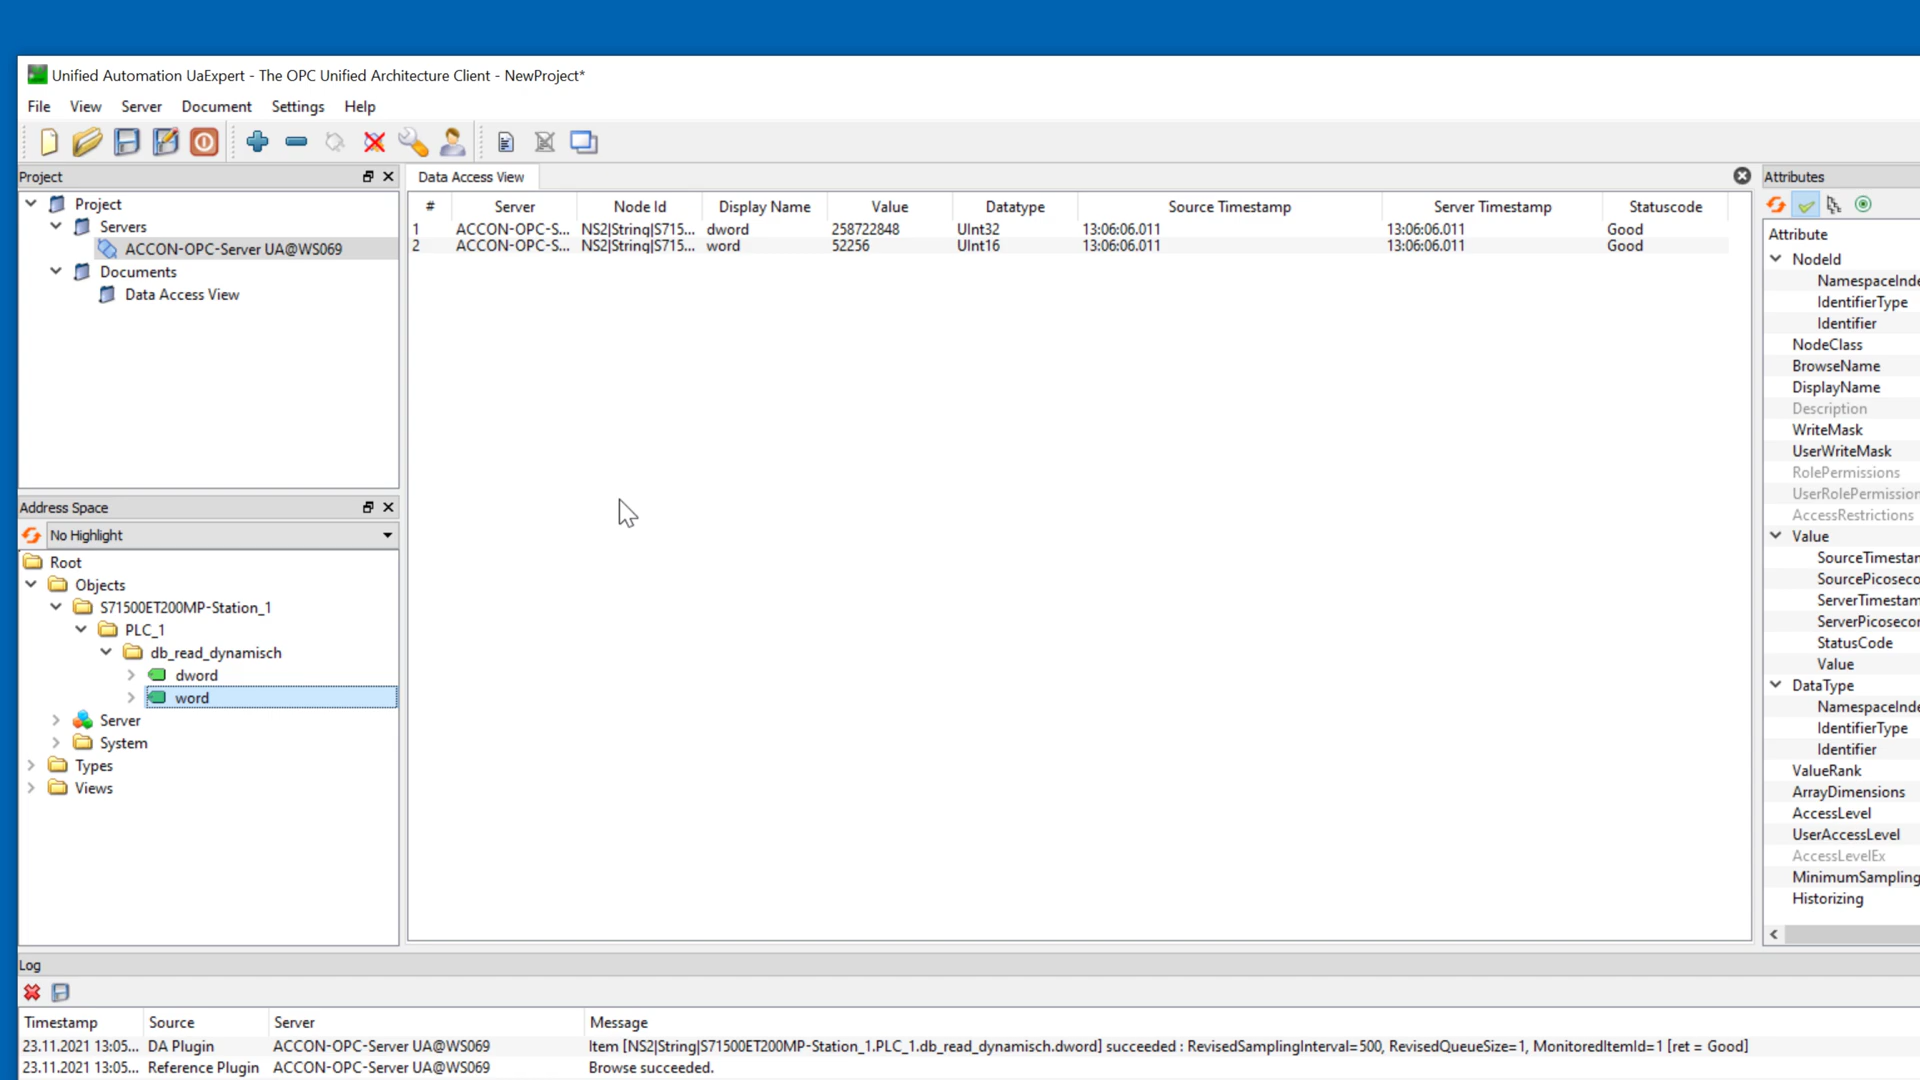 Unified Automation UaExpert - The OPC Unified Architecture Client - NewProject*
File View Server Document Settings Help
Project
Project
Servers
ACCON-OPC-Server UA@WS069
Documents
Data Access View
Address Space
No Highlight
Root
Objects
S71500ET200MP-Station_1
PLC_1
db_read_dynamisch
dword
word
Server
System
Types
Views
Data Access View
# Server Node Id Display Name Value Datatype Source Timestamp Server Timestamp Statuscode
1 ACCON-OPC-S... NS2|String|S715... dword 258722848 UInt32 13:06:06.011 13:06:06.011 Good
2 ACCON-OPC-S... NS2|String|S715... word 52256 UInt16 13:06:06.011 13:06:06.011 Good
Attributes
Attribute
NodeId
NamespaceInde
IdentifierType
Identifier
NodeClass
BrowseName
DisplayName
Description
WriteMask
UserWriteMask
RolePermissions
UserRolePermission
AccessRestrictions
Value
SourceTimestam
SourcePicoseco
ServerTimestam
ServerPicosecon
StatusCode
Value
DataType
NamespaceInde
IdentifierType
Identifier
ValueRank
ArrayDimensions
AccessLevel
UserAccessLevel
AccessLevelEx
MinimumSampling
Historizing
Log
Timestamp Source Server Message
23.11.2021 13:05... DA Plugin ACCON-OPC-Server UA@WS069 Item [NS2|String|S71500ET200MP-Station_1.PLC_1.db_read_dynamisch.dword] succeeded : RevisedSamplingInterval=500, RevisedQueueSize=1, MonitoredItemId=1 [ret = Good]
23.11.2021 13:05... Reference Plugin ACCON-OPC-Server UA@WS069 Browse succeeded.